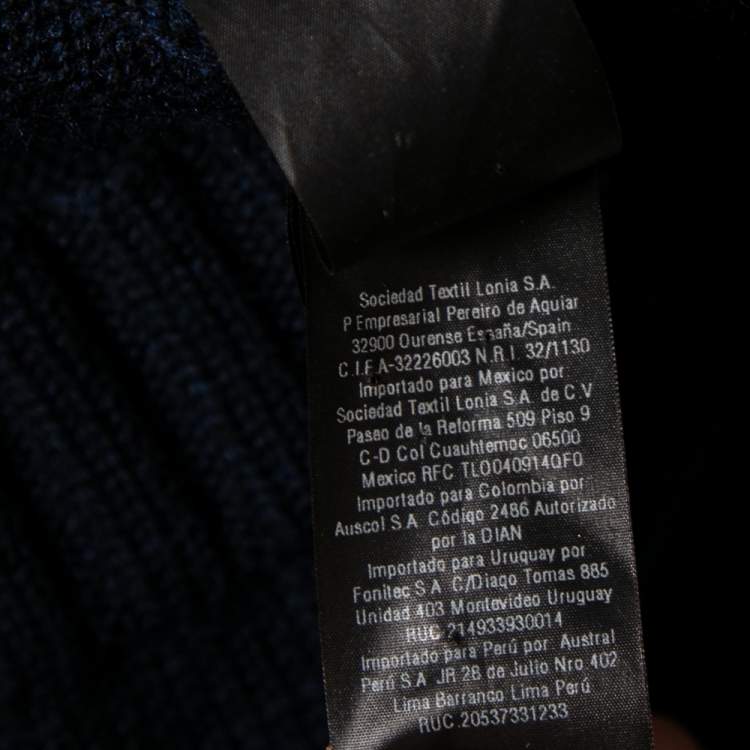 Sociedad Textil Lonia S.A.
P Empresarial Pereiro de Aquiar
32900 Ourense España/Spain
C.I.F A-32226003 N.R.I. 32/1130
Importado para Mexico por
Sociedad Textil Lonia S.A. de C.V
Paseo de la Reforma 509 Piso 9
C-D Col Cuauhtemoc 06500
Mexico RFC TLO040914QF0
Importado para Colombia por
Auscol S.A Código 2486 Autorizado
por la DIAN
Importado para Uruguay por
Fonitec S.A C/Diago Tomas 885
Unidad 403 Montevideo Uruguay
RUC 214933930014
Importado para Perú por Austral
Perú S.A JR 28 de Julio Nro 402
Lima Barranco Lima Perú
RUC.20537331233